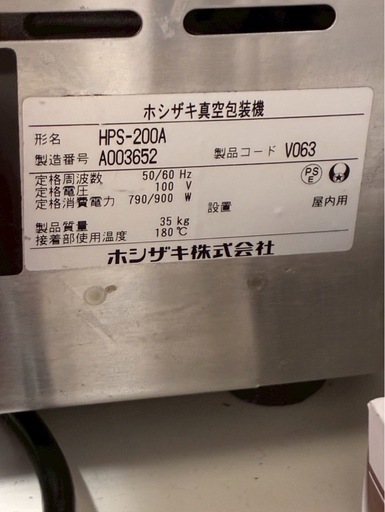 ホシザキ真空包装機
形名 HPS-200A
製造番号 A003652 製品コード V063
定格周波数 50/60 Hz
定格電圧 100 V
定格消費電力 790/900 W 設置 屋内用
PS
E
製品質量 35 kg
接着部使用温度 180℃
ホシザキ株式会社